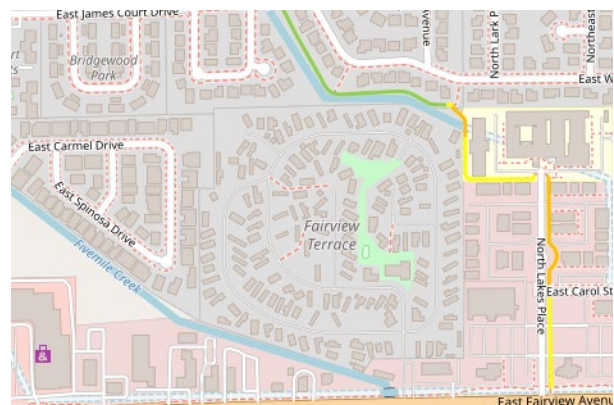 East James Court Drive
Bridgewood
Park
Avenue
North Lark P
Northeast
East W
East Carmel Drive
East Spinosa Drive
Fivemile Creek
Fairview
Terrace
North Lakes Place
East Carol St
East Fairview Avenu